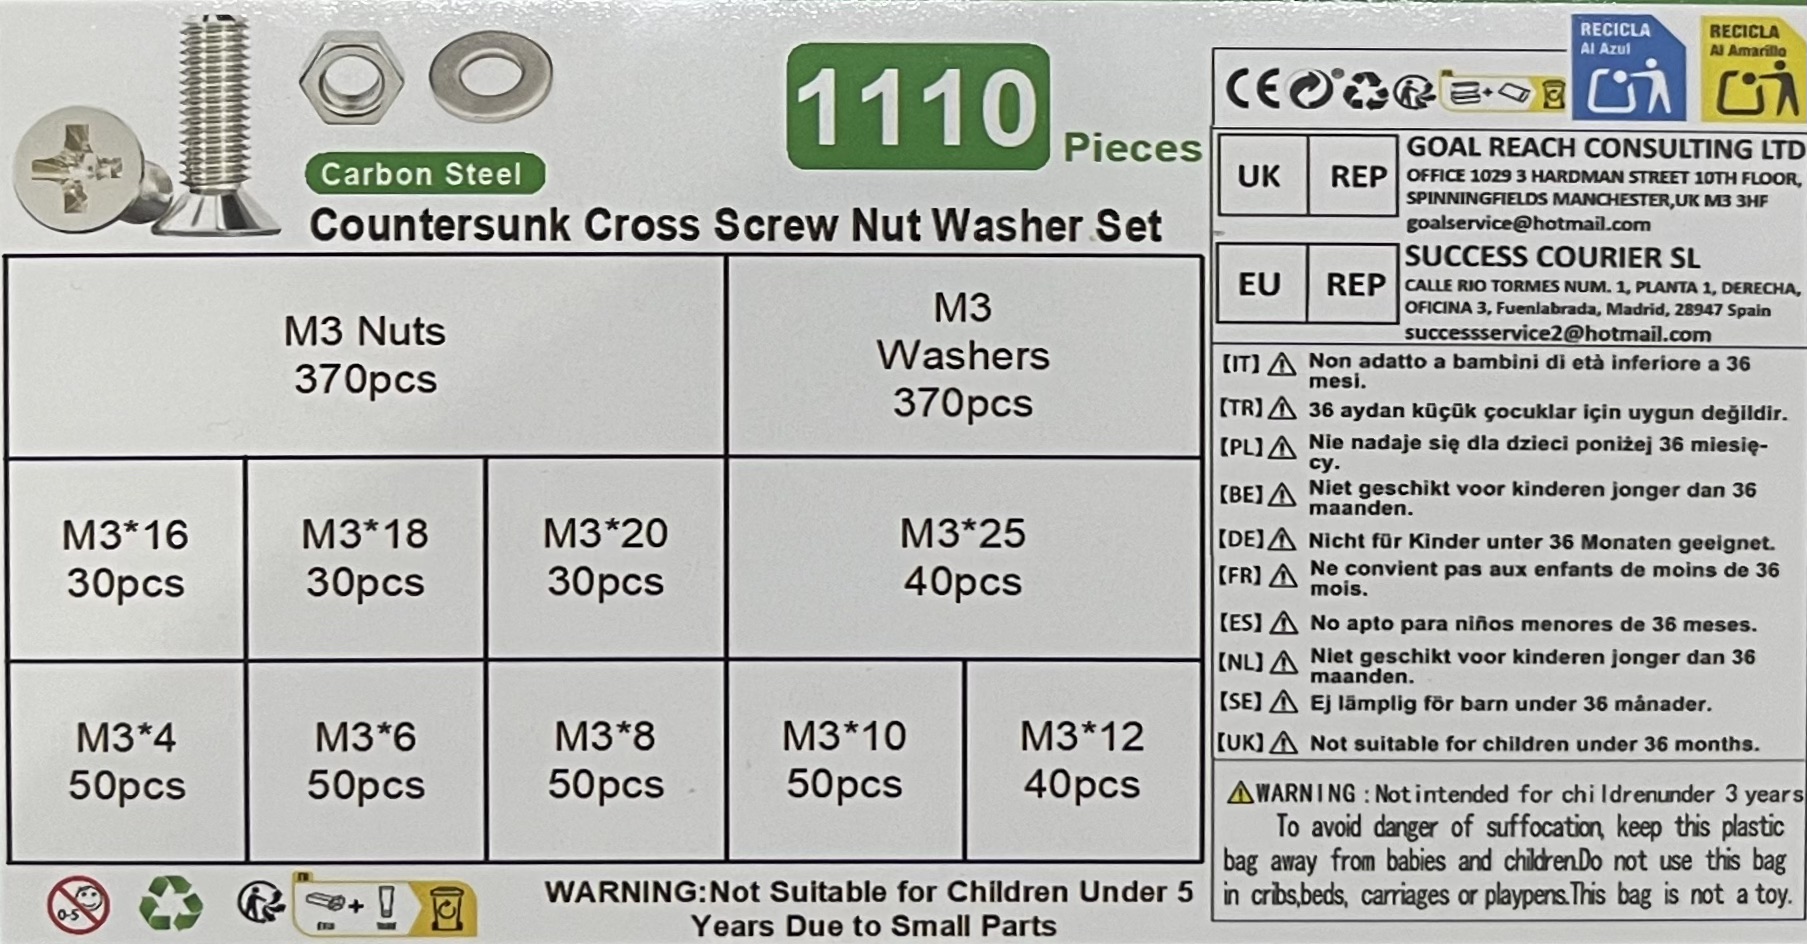 1110
Pieces
Carbon Steel
Countersunk Cross Screw Nut Washer Set
M3 Nuts
370pcs
M3
Washers
370pcs
M3*16
30pcs
M3*18
30pcs
M3*20
30pcs
M3*25
40pcs
M3*4
50pcs
M3*6
50pcs
M3*8
50pcs
M3*10
50pcs
M3*12
40pcs
0-5
WARNING:Not Suitable for Children Under 5
Years Due to Small Parts
CE
RECICLA
Al Azul
RECICLA
Al Amarillo
UK REP
GOAL REACH CONSULTING LTD
OFFICE 1029 3 HARDMAN STREET 10TH FLOOR,
SPINNINGFIELDS MANCHESTER,UK M3 3HF
goalservice@hotmail.com
EU REP
SUCCESS COURIER SL
CALLE RIO TORMES NUM. 1, PLANTA 1, DERECHA,
OFICINA 3, Fuenlabrada, Madrid, 28947 Spain
successservice2@hotmail.com
[IT] Non adatto a bambini di età inferiore a 36
mesi.
[TR] 36 aydan küçük çocuklar için uygun değildir.
[PL] Nie nadaje się dla dzieci poniżej 36 miesię-
cy.
[BE] Niet geschikt voor kinderen jonger dan 36
maanden.
[DE] Nicht für Kinder unter 36 Monaten geeignet.
[FR] Ne convient pas aux enfants de moins de 36
mois.
[ES] No apto para niños menores de 36 meses.
[NL] Niet geschikt voor kinderen jonger dan 36
maanden.
[SE] Ej lämplig för barn under 36 månader.
[UK] Not suitable for children under 36 months.
WARNING:Notintended for childrenunder 3 years
To avoid danger of suffocation, keep this plastic
bag away from babies and children.Do not use this bag
in cribs,beds, carriages or playpens.This bag is not a toy.